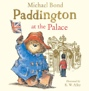 Michael Bond
Paddington
at the Palace
R. W. Alley